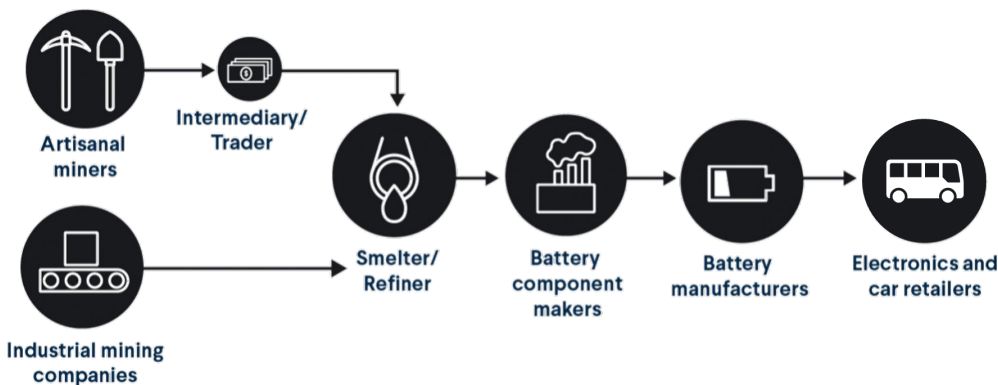 Artisanal
miners
Intermediary/
Trader
$
Smelter/
Refiner
Battery
component
makers
Battery
manufacturers
Electronics and
car retailers
Industrial mining
companies